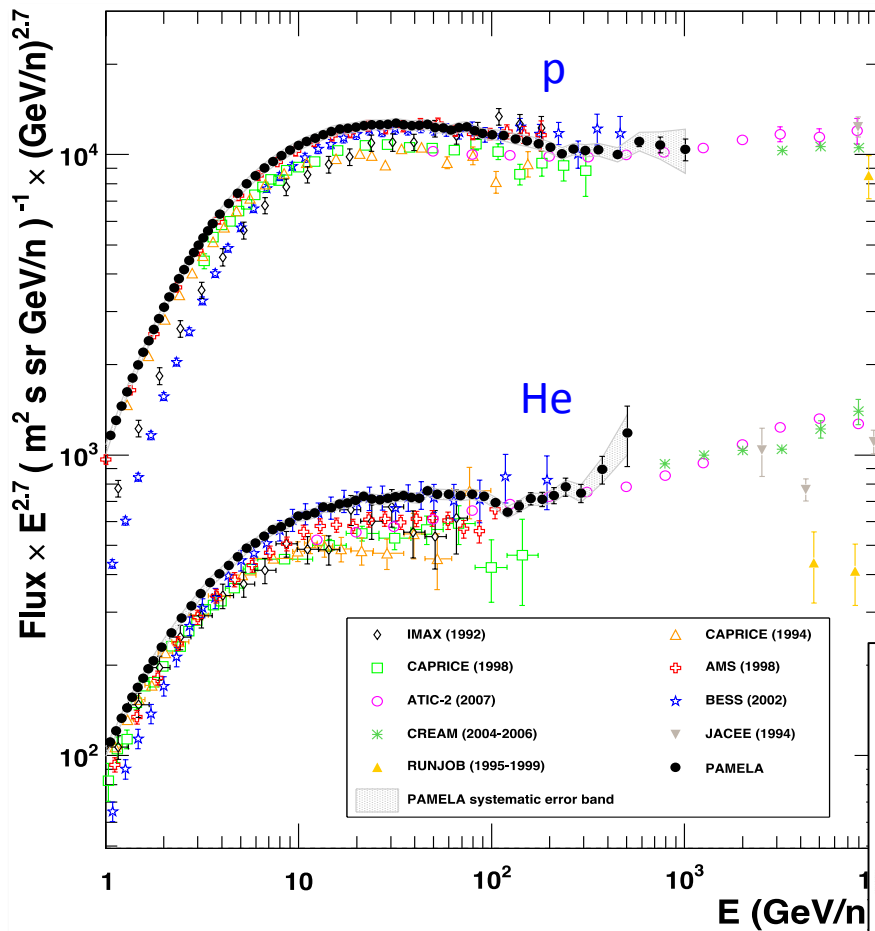 Flux × E^2.7 ( m² s sr GeV/n )^-1 × (GeV/n)^2.7
p
10^4
He
10^3
IMAX (1992)
CAPRICE (1994)
CAPRICE (1998)
AMS (1998)
ATIC-2 (2007)
BESS (2002)
CREAM (2004-2006)
JACEE (1994)
RUNJOB (1995-1999)
PAMELA
PAMELA systematic error band
10^2
1 10 10^2 10^3 1
E (GeV/n